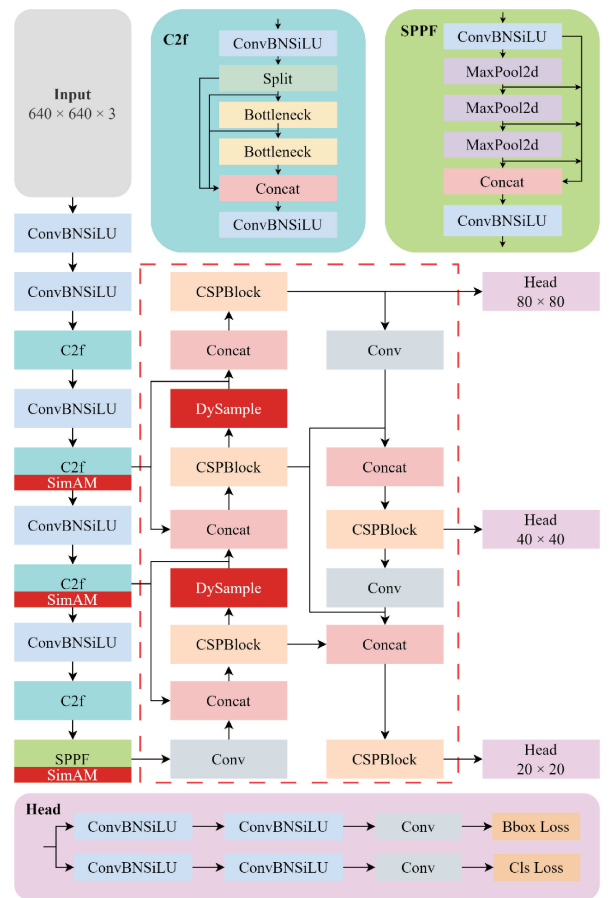 Input
640 × 640 × 3
ConvBNSiLU
ConvBNSiLU
C2f
ConvBNSiLU
C2f
SimAM
ConvBNSiLU
C2f
SimAM
ConvBNSiLU
C2f
SPPF
SimAM
C2f
ConvBNSiLU
Split
Bottleneck
Bottleneck
Concat
ConvBNSiLU
SPPF
ConvBNSiLU
MaxPool2d
MaxPool2d
MaxPool2d
Concat
ConvBNSiLU
CSPBlock
Concat
DySample
CSPBlock
Concat
DySample
CSPBlock
Concat
Conv
Conv
Concat
CSPBlock
Conv
Concat
CSPBlock
Head
80 × 80
Head
40 × 40
Head
20 × 20
Head
ConvBNSiLU
ConvBNSiLU
Conv
Bbox Loss
ConvBNSiLU
ConvBNSiLU
Conv
Cls Loss